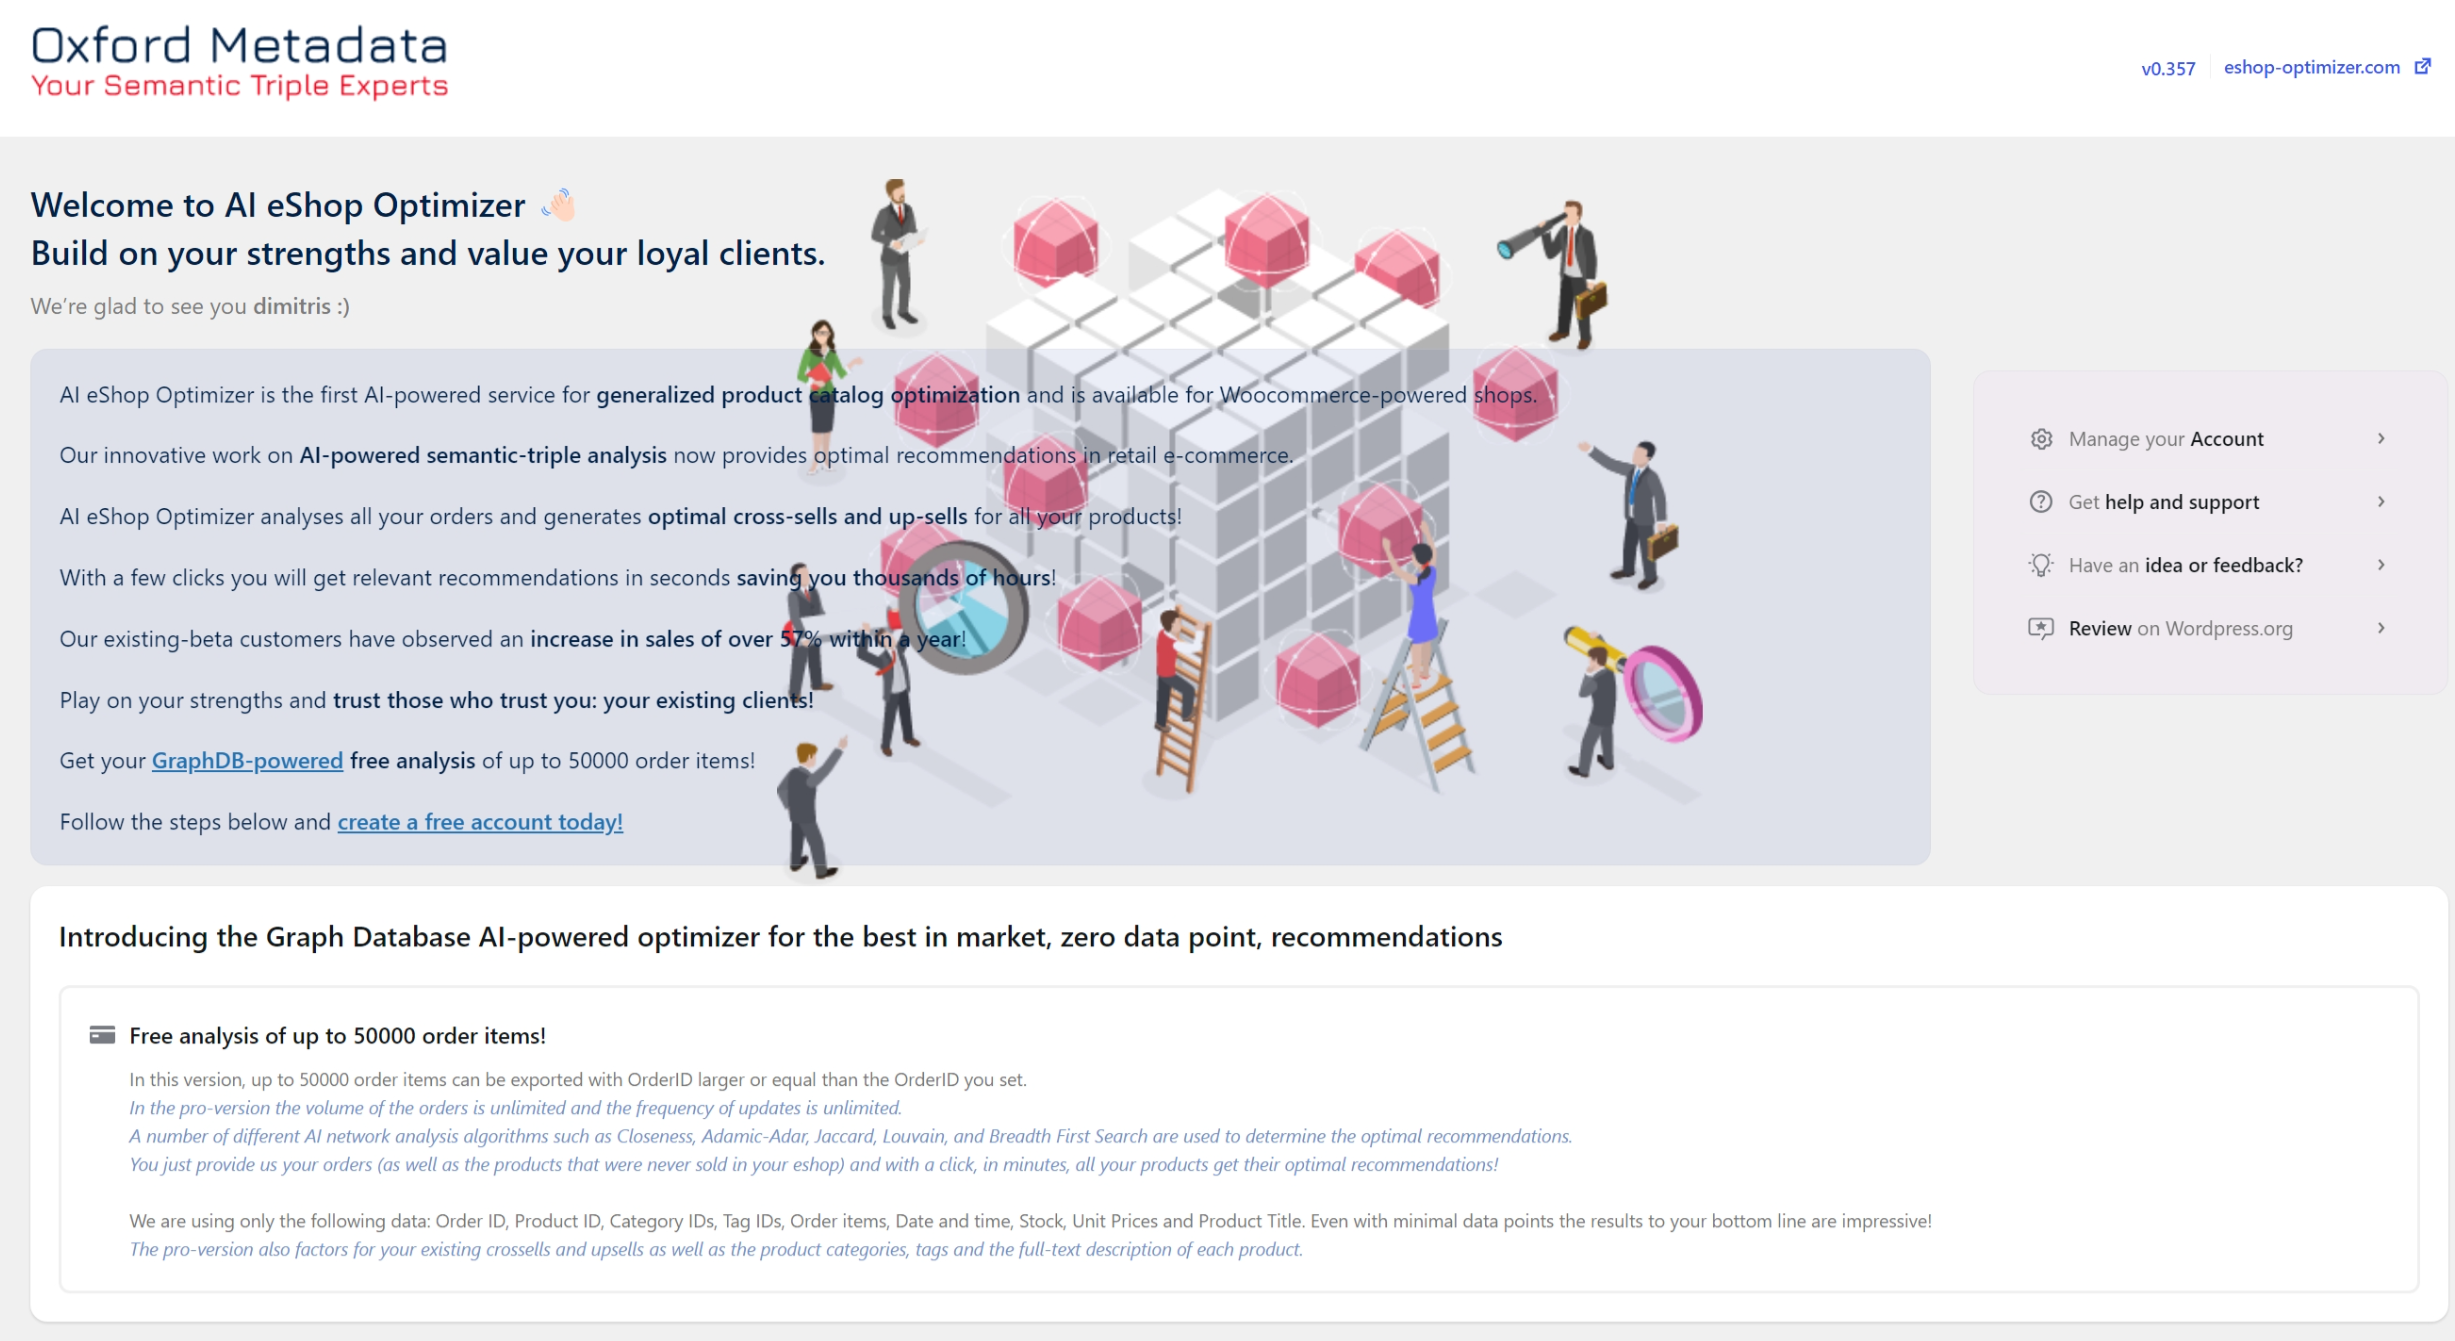 Oxford Metadata
Your Semantic Triple Experts
v0.357
eshop-optimizer.com
Welcome to AI eShop Optimizer
Build on your strengths and value your loyal clients.
We’re glad to see you dimitris :)
AI eShop Optimizer is the first AI-powered service for generalized product catalog optimization and is available for Woocommerce-powered shops.
Our innovative work on AI-powered semantic-triple analysis now provides optimal recommendations in retail e-commerce.
AI eShop Optimizer analyses all your orders and generates optimal cross-sells and up-sells for all your products!
With a few clicks you will get relevant recommendations in seconds saving you thousands of hours!
Our existing-beta customers have observed an increase in sales of over 57% within a year!
Play on your strengths and trust those who trust you: your existing clients!
Get your GraphDB-powered free analysis of up to 50000 order items!
Follow the steps below and create a free account today!
Manage your Account
Get help and support
Have an idea or feedback?
Review on Wordpress.org
Introducing the Graph Database AI-powered optimizer for the best in market, zero data point, recommendations
Free analysis of up to 50000 order items!
In this version, up to 50000 order items can be exported with OrderID larger or equal than the OrderID you set.
In the pro-version the volume of the orders is unlimited and the frequency of updates is unlimited.
A number of different AI network analysis algorithms such as Closeness, Adamic-Adar, Jaccard, Louvain, and Breadth First Search are used to determine the optimal recommendations.
You just provide us your orders (as well as the products that were never sold in your eshop) and with a click, in minutes, all your products get their optimal recommendations!
We are using only the following data: Order ID, Product ID, Category IDs, Tag IDs, Order items, Date and time, Stock, Unit Prices and Product Title. Even with minimal data points the results to your bottom line are impressive!
The pro-version also factors for your existing crossells and upsells as well as the product categories, tags and the full-text description of each product.